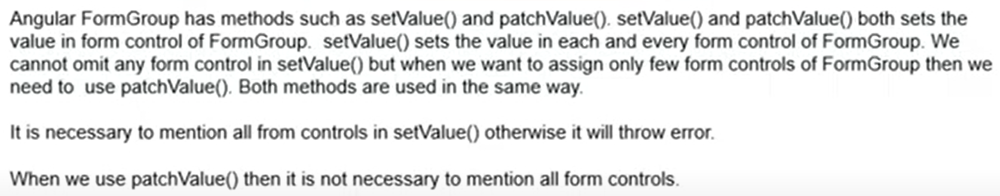 Angular FormGroup has methods such as setValue() and patchValue(). setValue() and patchValue() both sets the
value in form control of FormGroup.  setValue() sets the value in each and every form control of FormGroup. We
cannot omit any form control in setValue() but when we want to assign only few form controls of FormGroup then we
need to  use patchValue(). Both methods are used in the same way.
It is necessary to mention all from controls in setValue() otherwise it will throw error.
When we use patchValue() then it is not necessary to mention all form controls.